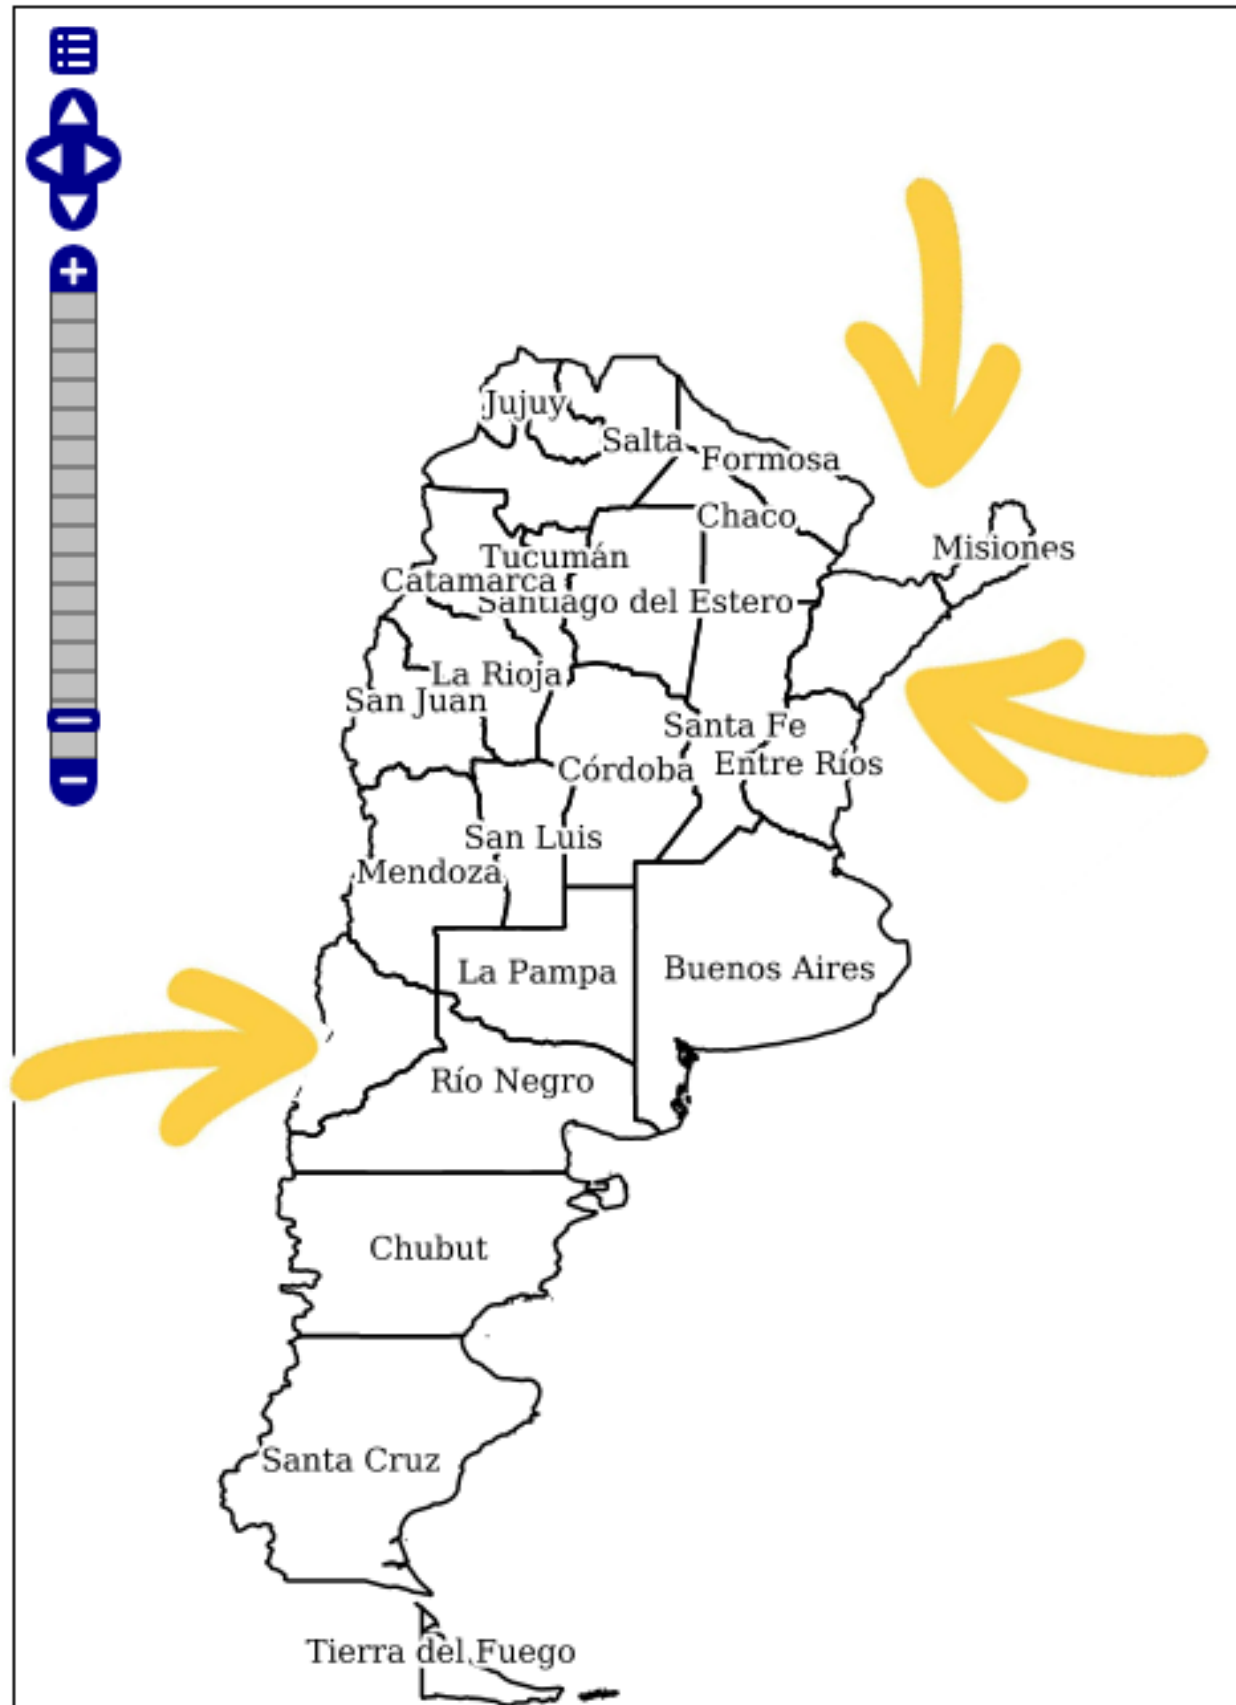 Jujuy
Salta
Formosa
Chaco
Misiones
Tucumán
Catamarca
Santiago del Estero
La Rioja
San Juan
Santa Fe
Entre Ríos
Córdoba
San Luis
Mendoza
Buenos Aires
La Pampa
Río Negro
Chubut
Santa Cruz
Tierra del Fuego